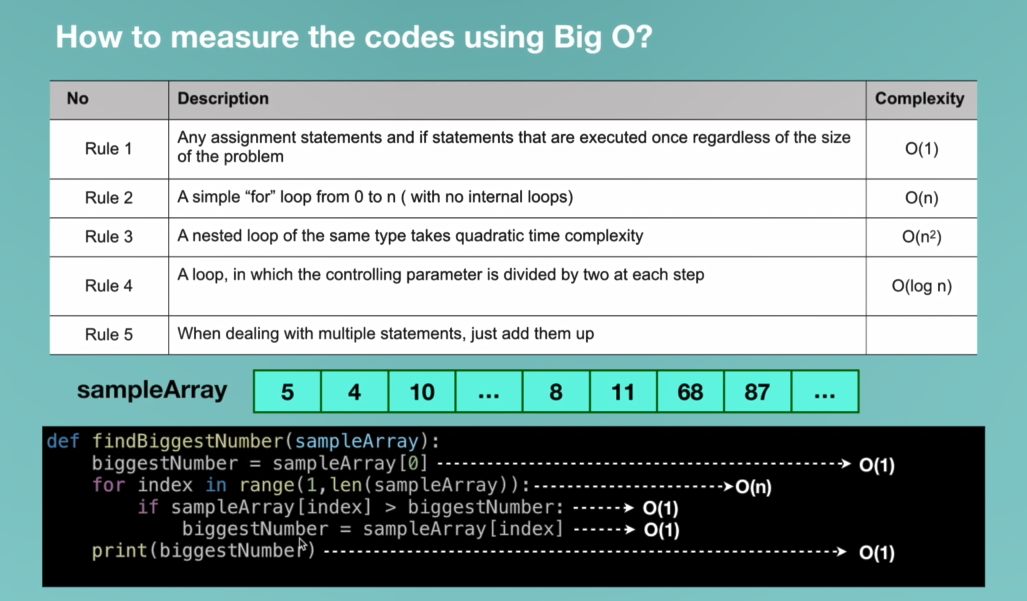 How to measure the codes using Big O?
No Description Complexity
Rule 1 Any assignment statements and if statements that are executed once regardless of the size
of the problem O(1)
Rule 2 A simple “for” loop from 0 to n ( with no internal loops) O(n)
Rule 3 A nested loop of the same type takes quadratic time complexity O(n²)
Rule 4 A loop, in which the controlling parameter is divided by two at each step O(log n)
Rule 5 When dealing with multiple statements, just add them up
sampleArray 5 4 10 ... 8 11 68 87 ...
def findBiggestNumber(sampleArray):
    biggestNumber = sampleArray[0] O(1)
    for index in range(1,len(sampleArray)): O(n)
        if sampleArray[index] > biggestNumber: O(1)
            biggestNumber = sampleArray[index] O(1)
    print(biggestNumber) O(1)